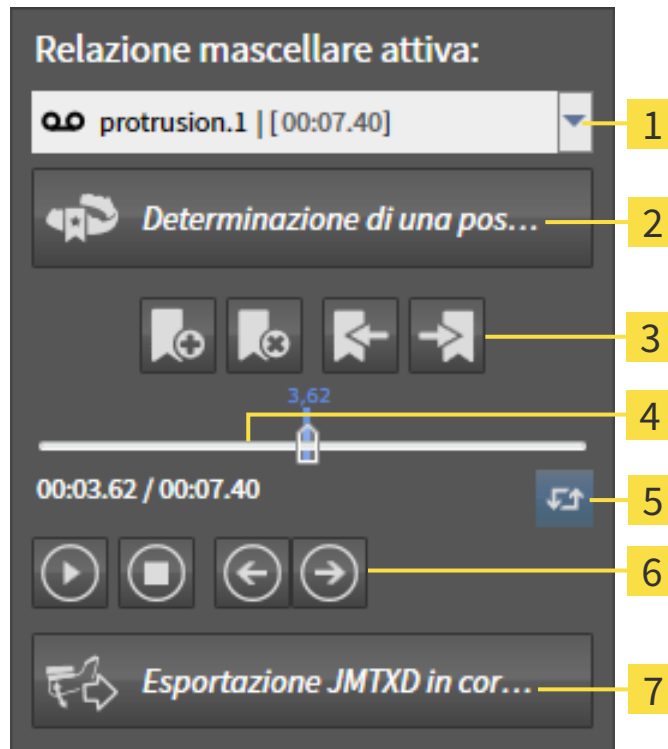 Relazione mascellare attiva:
protrusion.1 | [ 00:07.40]
1
Determinazione di una pos...
2
3
3,62
4
00:03.62 / 00:07.40
5
6
Esportazione JMTXD in cor...
7